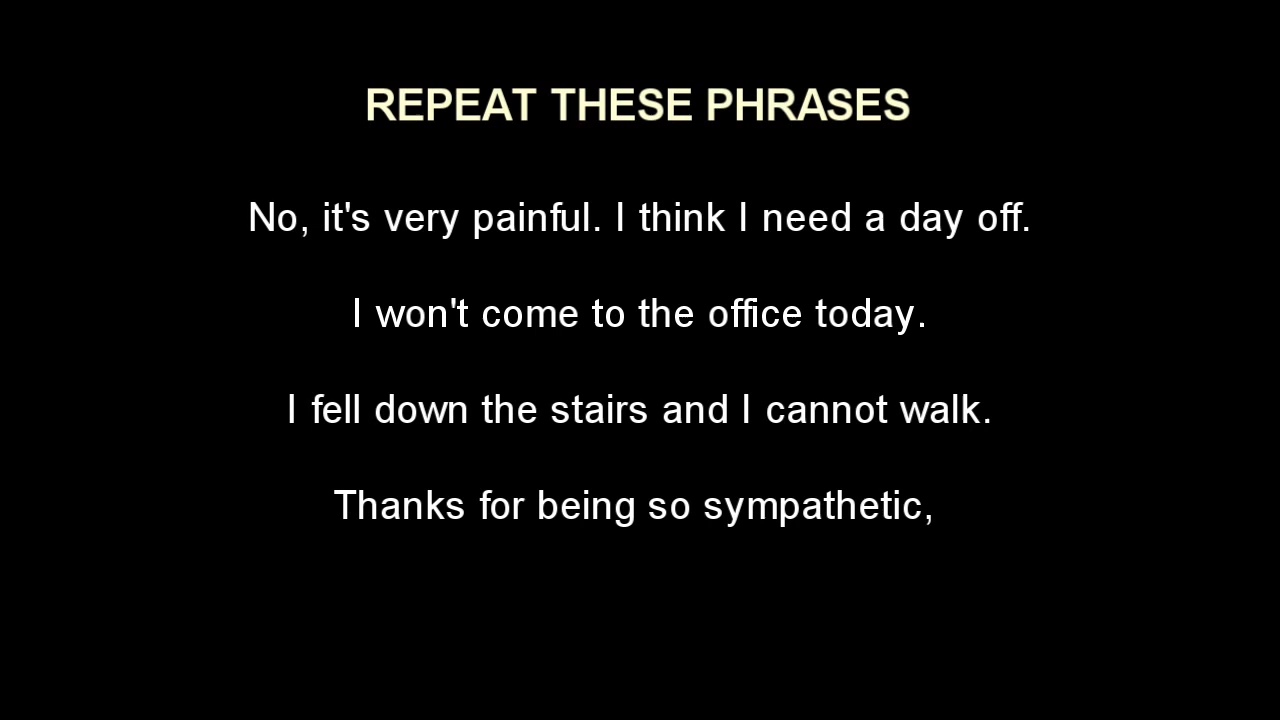 REPEAT THESE PHRASES
No, it's very painful. I think I need a day off.
I won't come to the office today.
I fell down the stairs and I cannot walk.
Thanks for being so sympathetic,